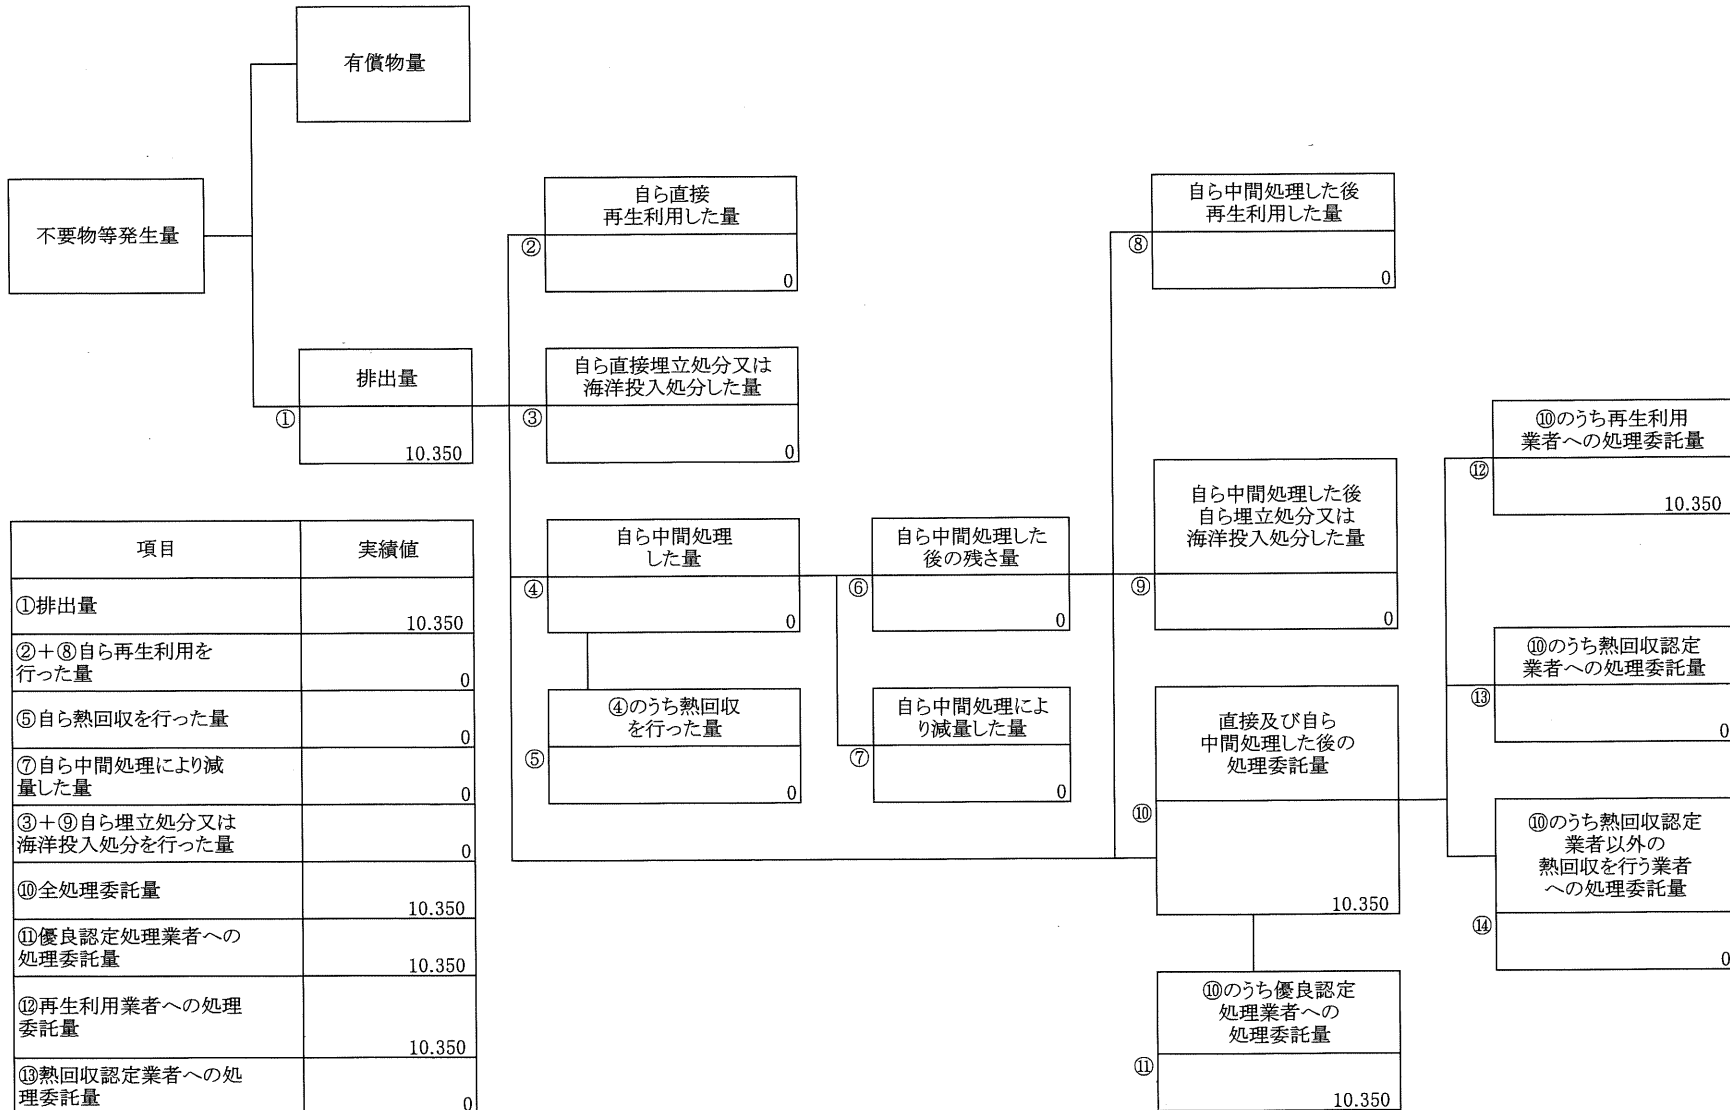 有償物量
不要物等発生量
排出量
①
10.350
自ら直接
再生利用した量
②
0
自ら直接埋立処分又は
海洋投入処分した量
③
0
自ら中間処理
した量
④
0
④のうち熱回収
を行った量
⑤
0
自ら中間処理した
後の残さ量
⑥
0
自ら中間処理によ
り減量した量
⑦
0
自ら中間処理した後
再生利用した量
⑧
0
自ら中間処理した後
自ら埋立処分又は
海洋投入処分した量
⑨
0
直接及び自ら
中間処理した後の
処理委託量
⑩
10.350
⑩のうち優良認定
処理業者への
処理委託量
⑪
10.350
⑩のうち再生利用
業者への処理委託量
⑫
10.350
⑩のうち熱回収認定
業者への処理委託量
⑬
0
⑩のうち熱回収認定
業者以外の
熱回収を行う業者
への処理委託量
⑭
0
項目 実績値
①排出量
10.350
②+⑧自ら再生利用を
行った量
0
⑤自ら熱回収を行った量
0
⑦自ら中間処理により減
量した量
0
③+⑨自ら埋立処分又は
海洋投入処分を行った量
0
⑩全処理委託量
10.350
⑪優良認定処理業者への
処理委託量
10.350
⑫再生利用業者への処理
委託量
10.350
⑬熱回収認定業者への処
理委託量
0